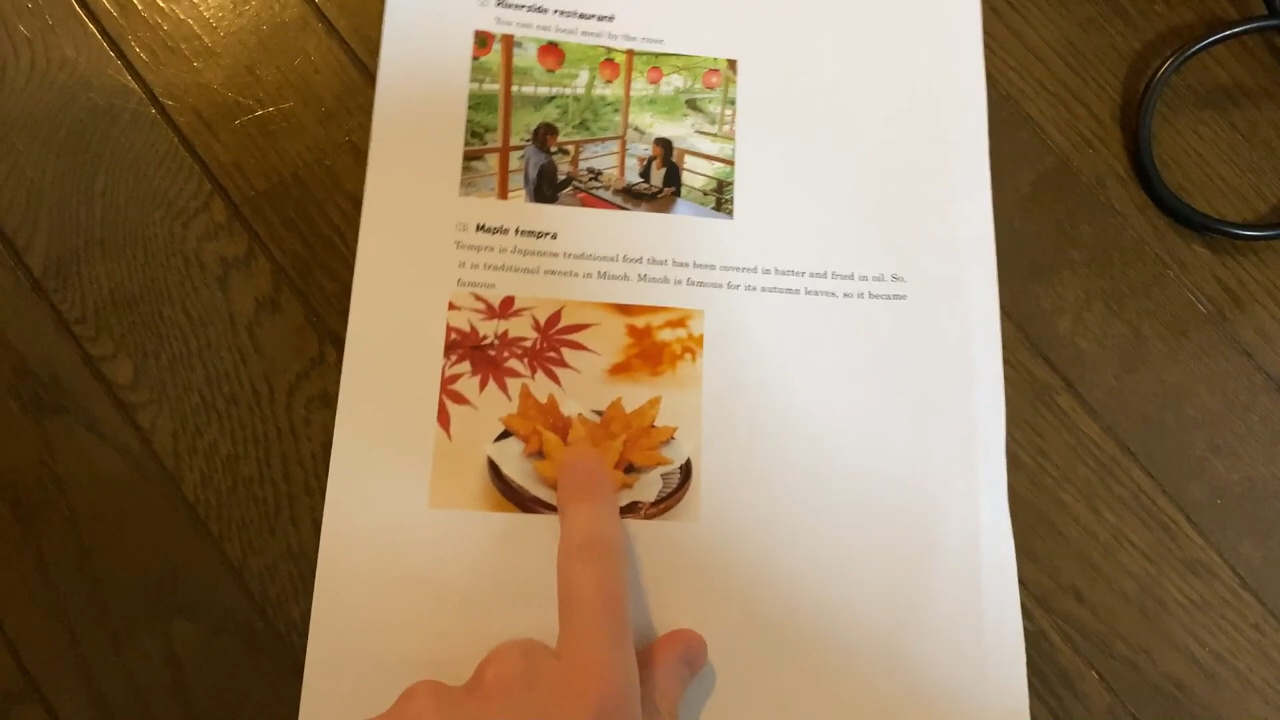 ② Riverside restaurant
You can eat local meal by the river.
③ Maple tempra
Tempra is Japanese traditional food that has been covered in batter and fried in oil. So,
it is traditional sweets in Minoh. Minoh is famous for its autumn leaves, so it became
famous.